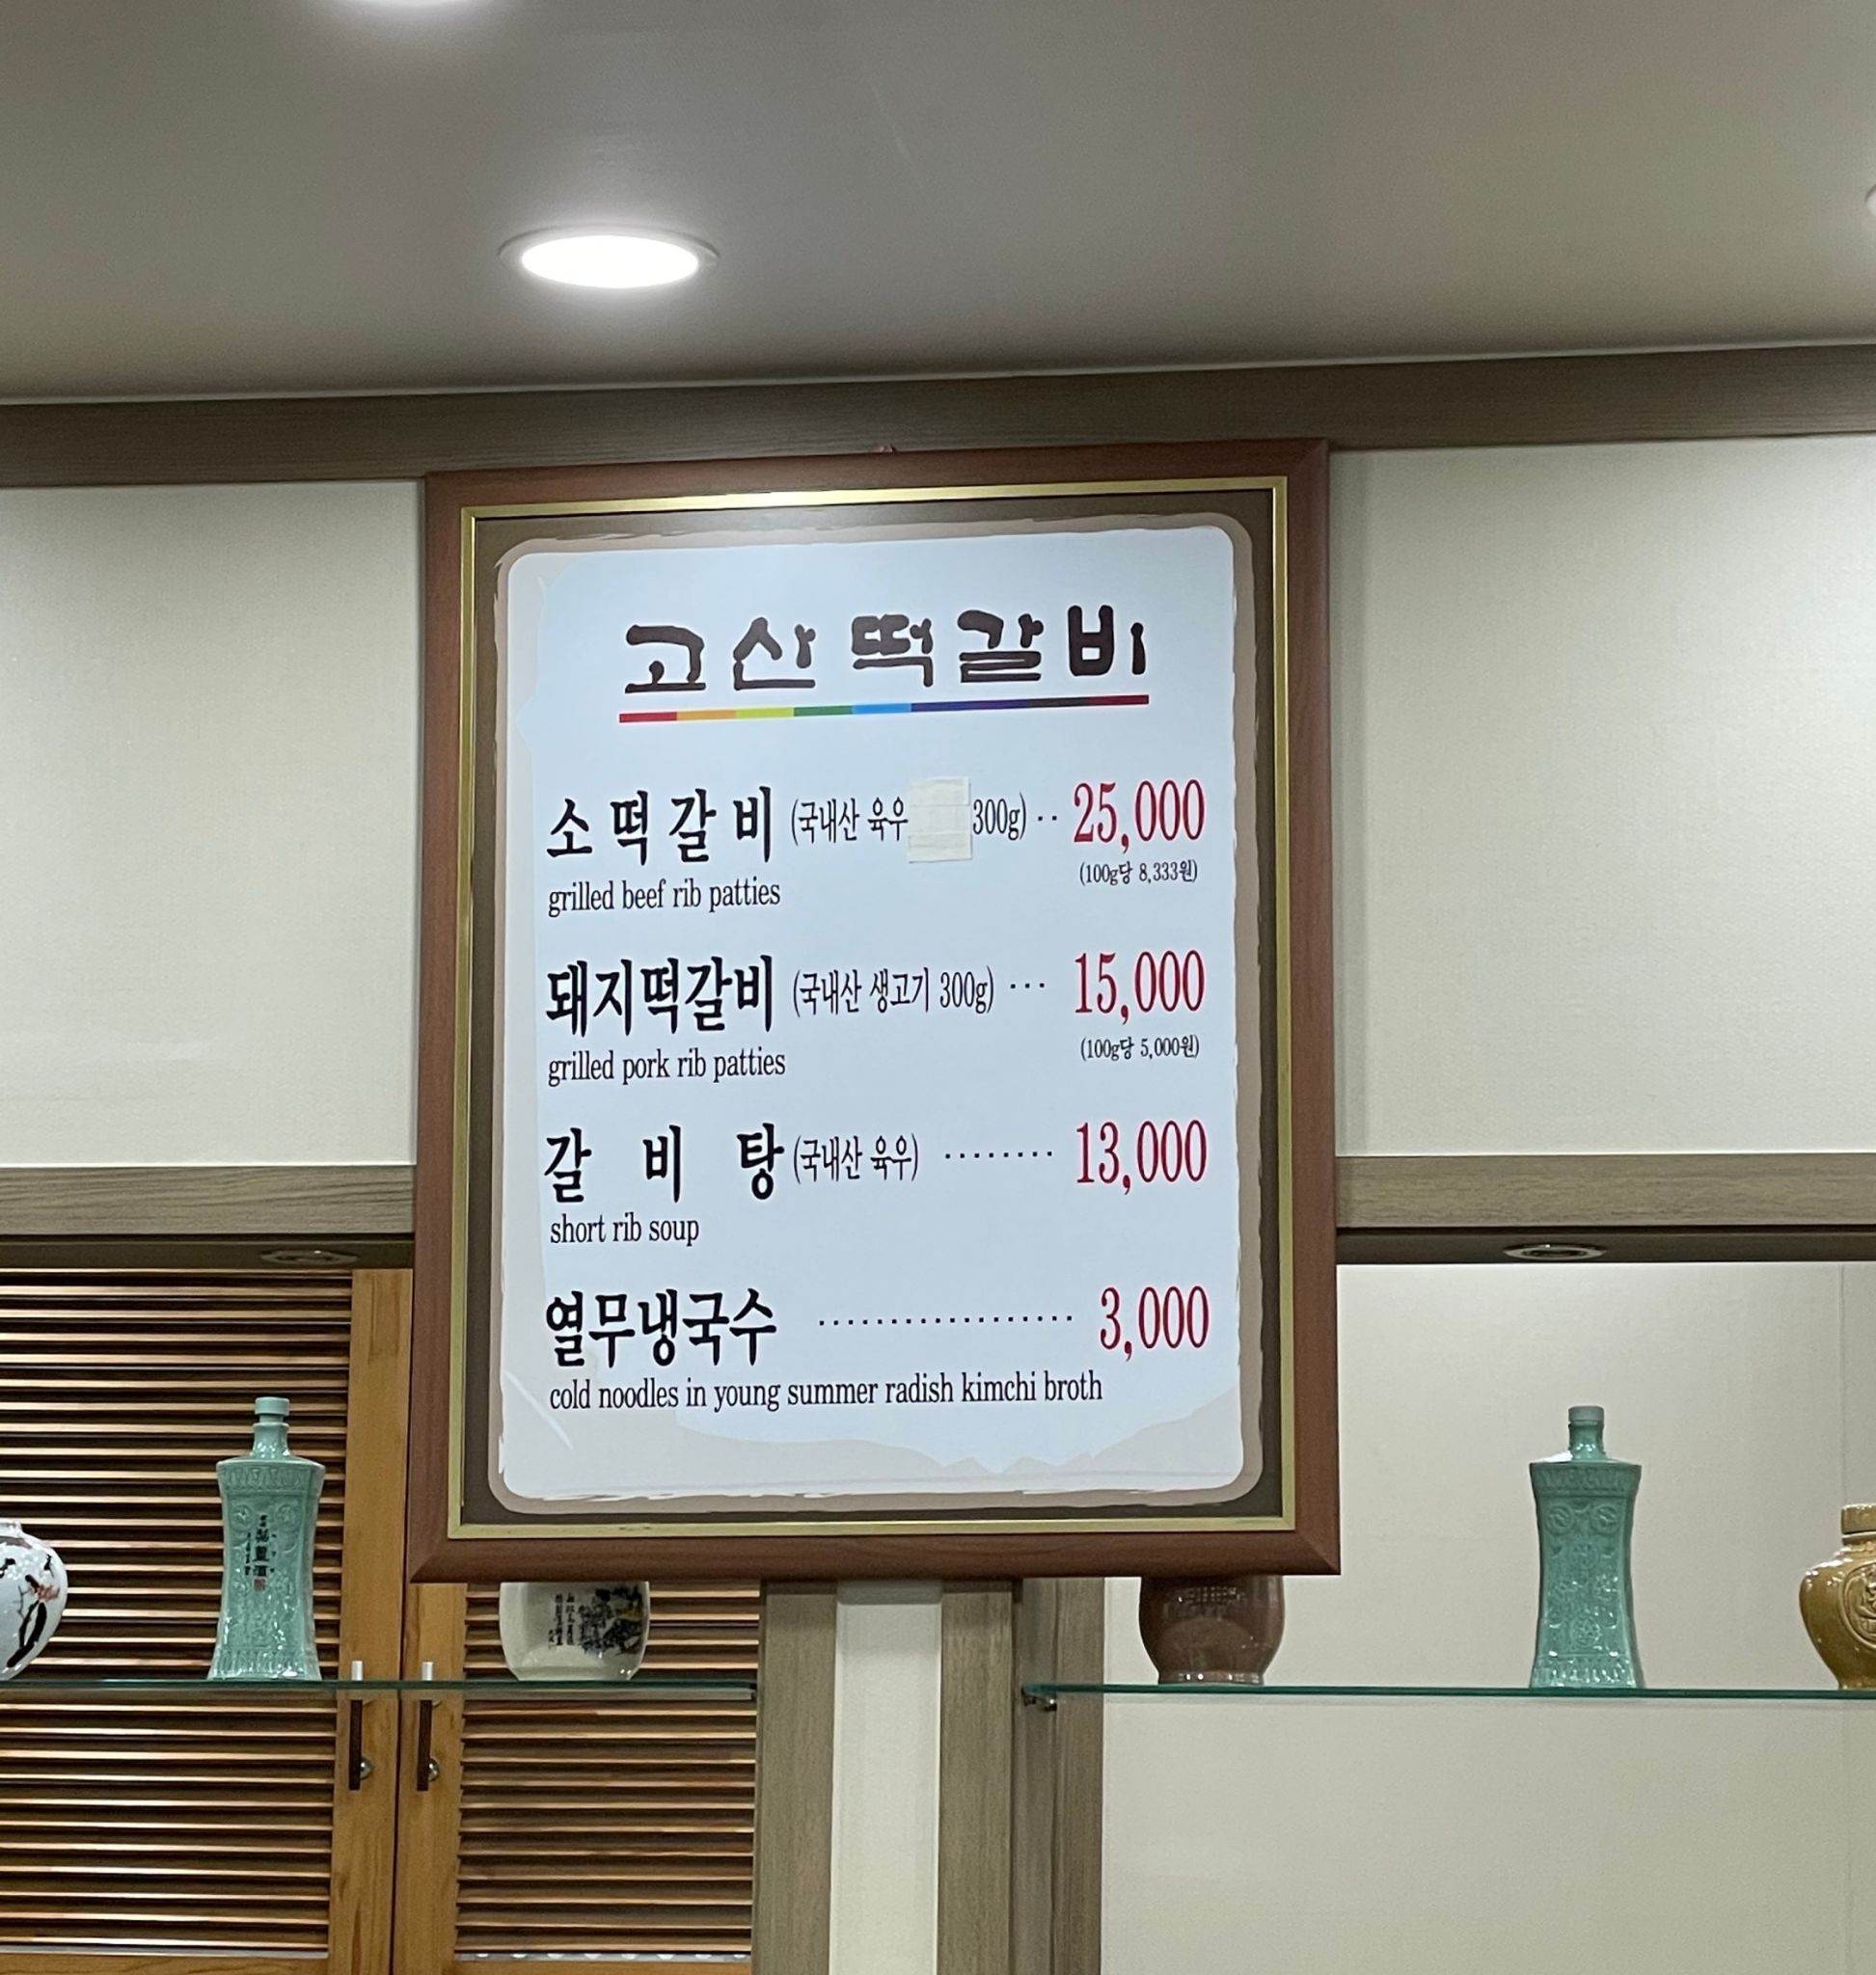 고산떡갈비
소떡갈비 (국내산 육우 300g) ·· 25,000
(100g당 8,333원)
grilled beef rib patties
돼지떡갈비 (국내산 생고기 300g) ··· 15,000
(100g당 5,000원)
grilled pork rib patties
갈비탕 (국내산 육우) ········ 13,000
short rib soup
열무냉국수 ·················· 3,000
cold noodles in young summer radish kimchi broth